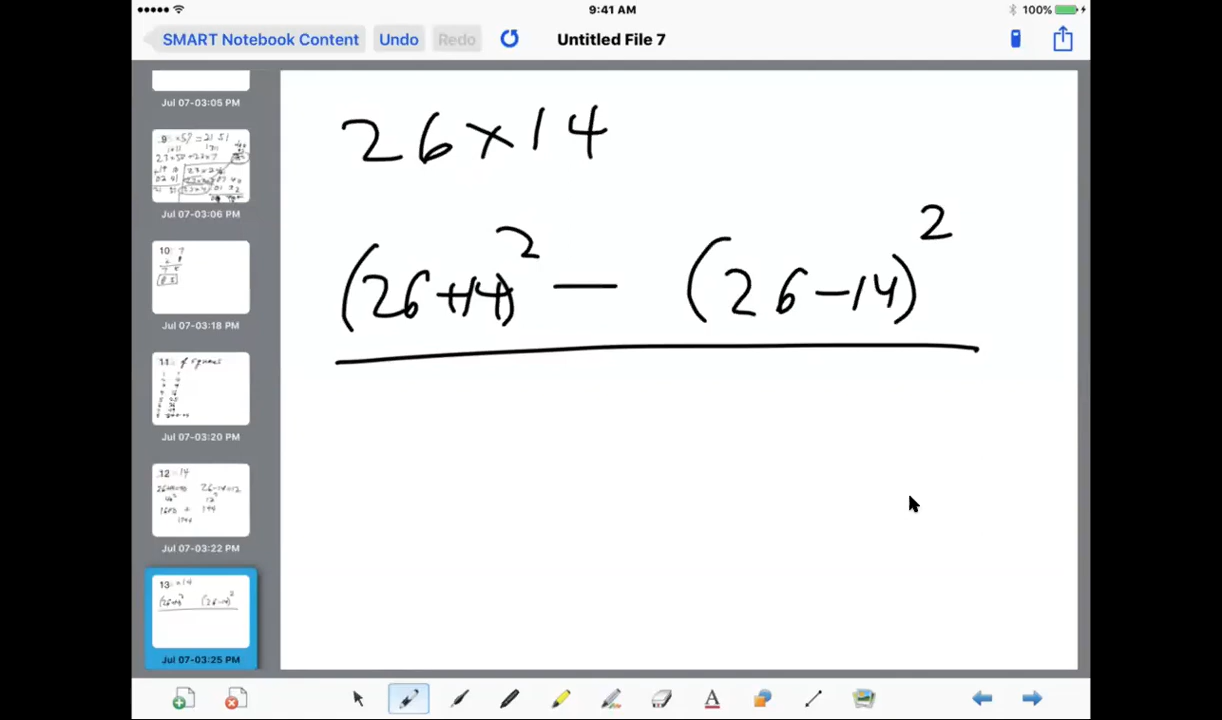 9:41 AM
100%
SMART Notebook Content
Undo
Redo
Untitled File 7
Jul 07-03:05 PM
Jul 07-03:06 PM
Jul 07-03:18 PM
Jul 07-03:20 PM
12
Jul 07-03:22 PM
13
Jul 07-03:25 PM
26×14
(26+14)² — (26−14)²
A